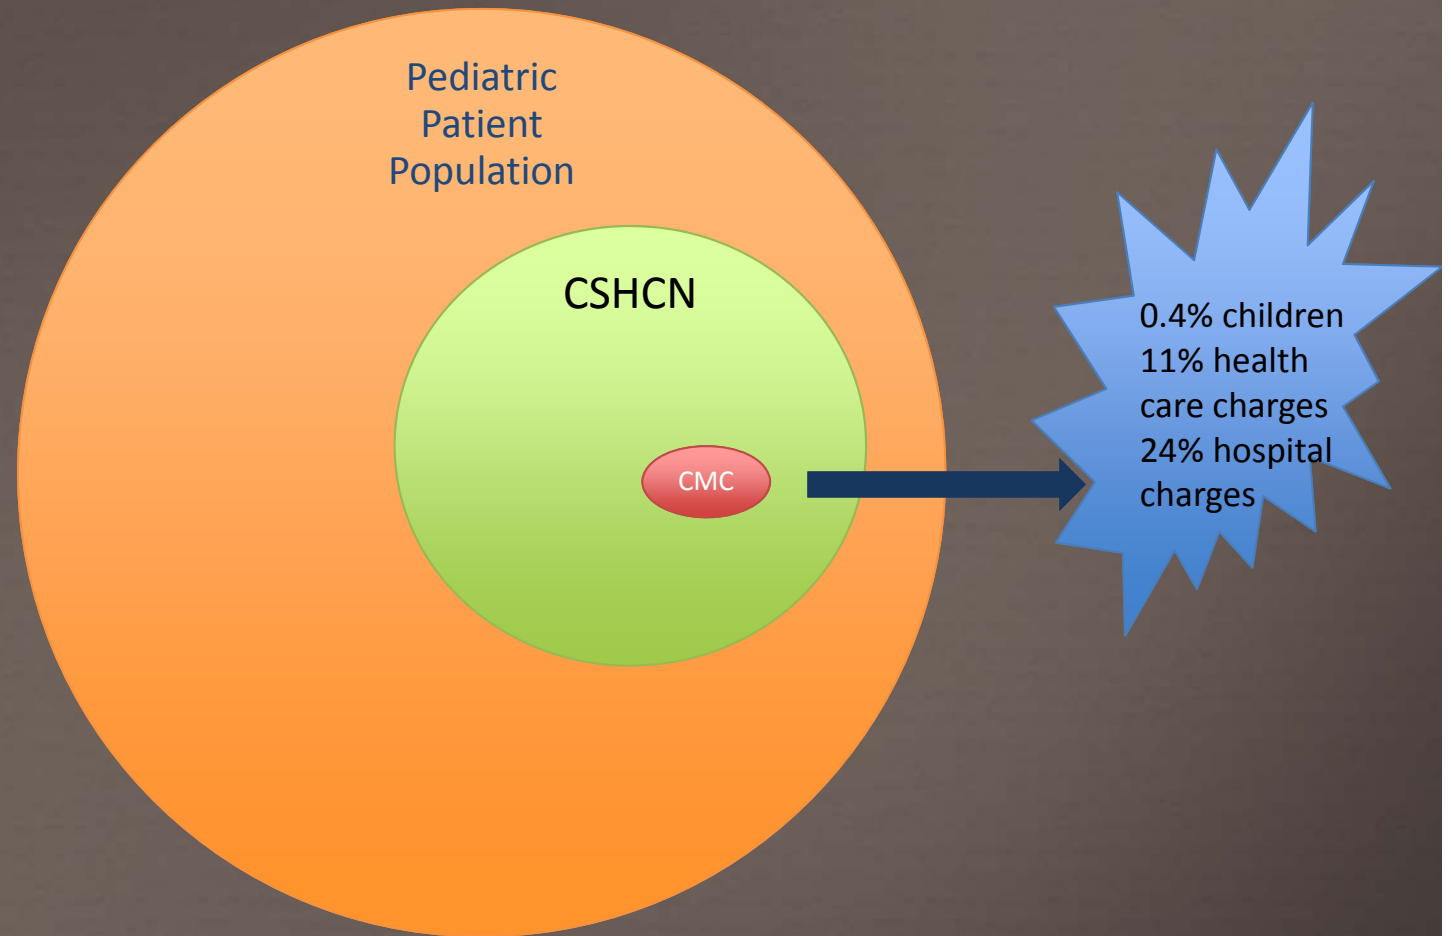 Pediatric
Patient
Population
CSHCN
CMC
0.4% children
11% health
care charges
24% hospital
charges